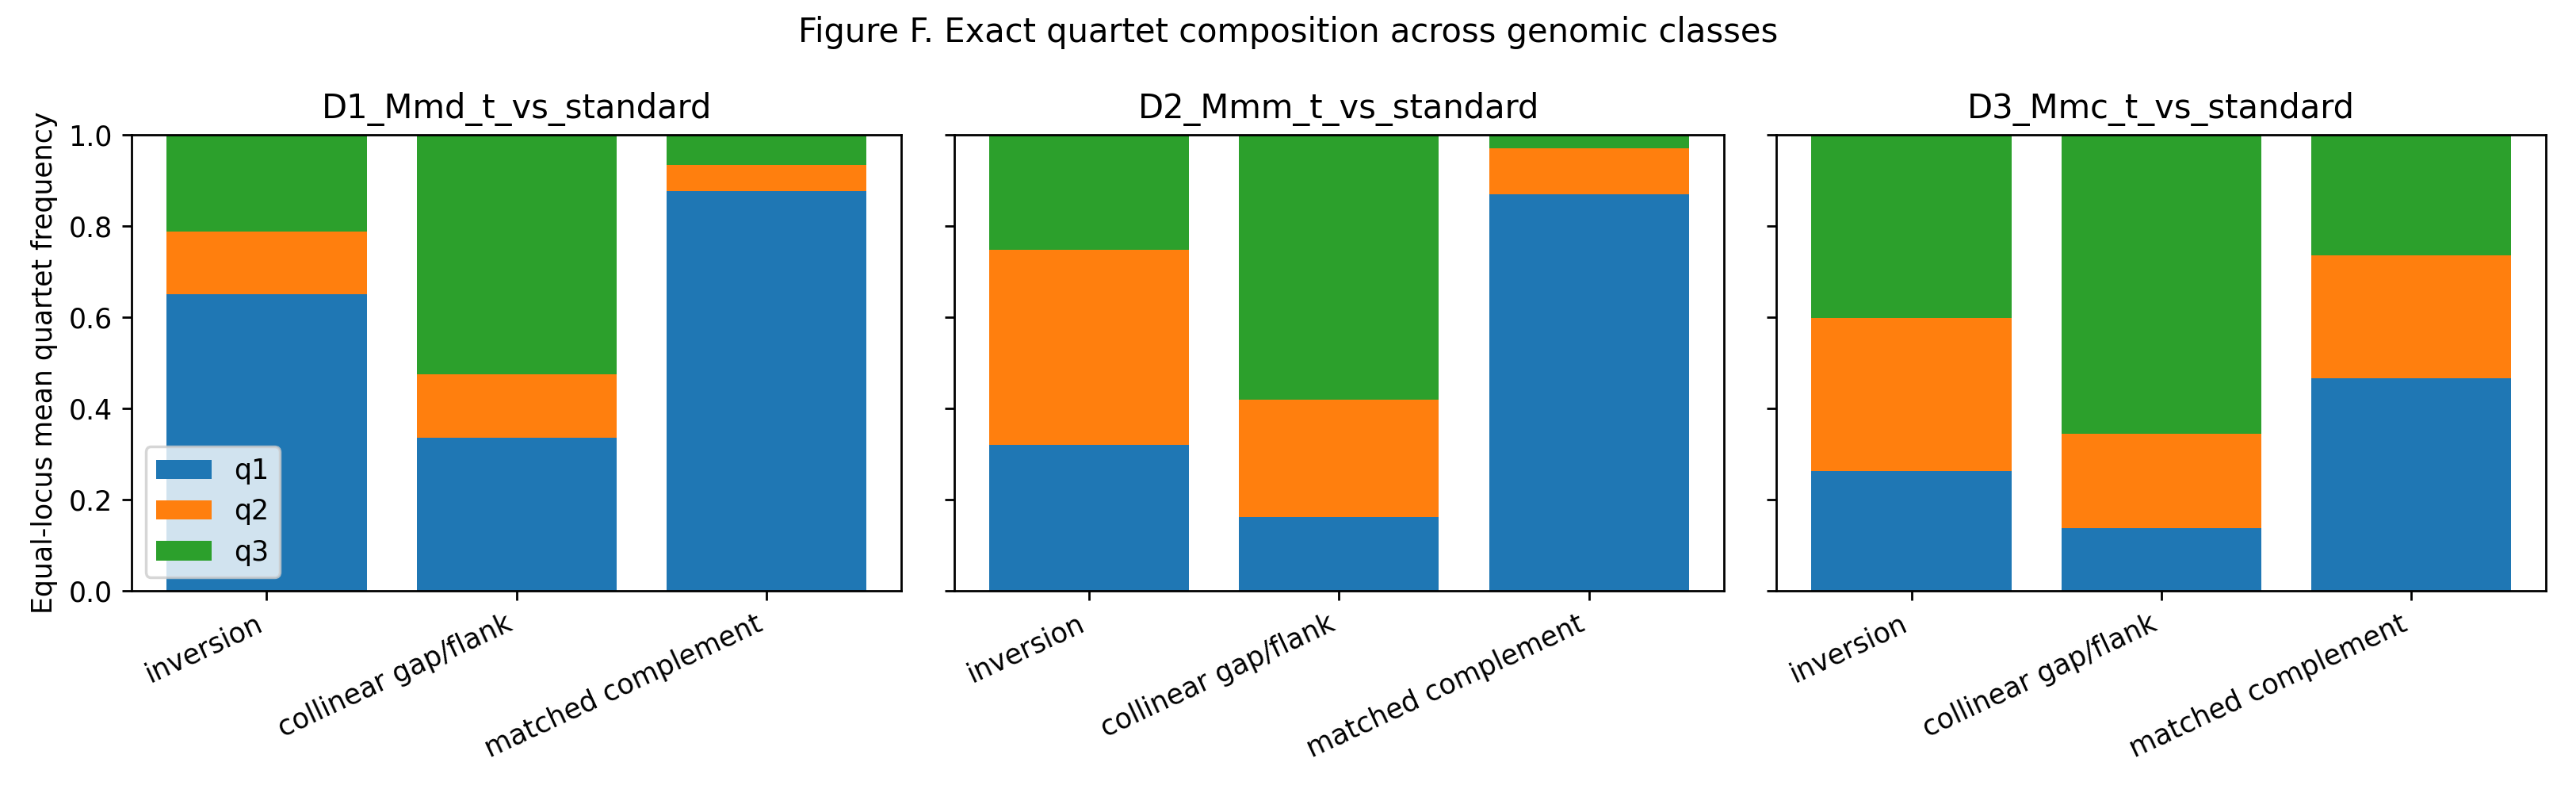 Figure F. Exact quartet composition across genomic classes
D1_Mmd_t_vs_standard
D2_Mmm_t_vs_standard
D3_Mmc_t_vs_standard
Equal-locus mean quartet frequency
1.0
0.8
0.6
0.4
0.2
0.0
q1
q2
q3
inversion
collinear gap/flank
matched complement
inversion
collinear gap/flank
matched complement
inversion
collinear gap/flank
matched complement